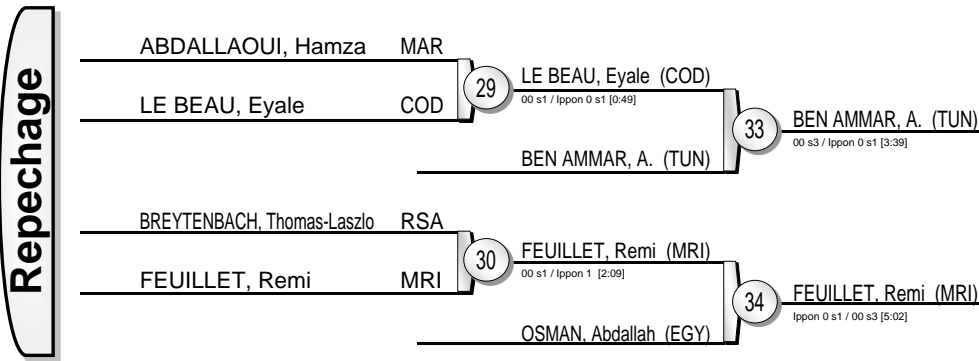 Repechage
ABDALLAOUI, Hamza MAR
LE BEAU, Eyale COD
29
LE BEAU, Eyale (COD)
00 s1 / Ippon 0 s1 [0:49]
BEN AMMAR, A. (TUN)
33
BEN AMMAR, A. (TUN)
00 s3 / Ippon 0 s1 [3:39]
BREYTENBACH, Thomas-Laszlo RSA
FEUILLET, Remi MRI
30
FEUILLET, Remi (MRI)
00 s1 / Ippon 1 [2:09]
OSMAN, Abdallah (EGY)
34
FEUILLET, Remi (MRI)
Ippon 0 s1 / 00 s3 [5:02]